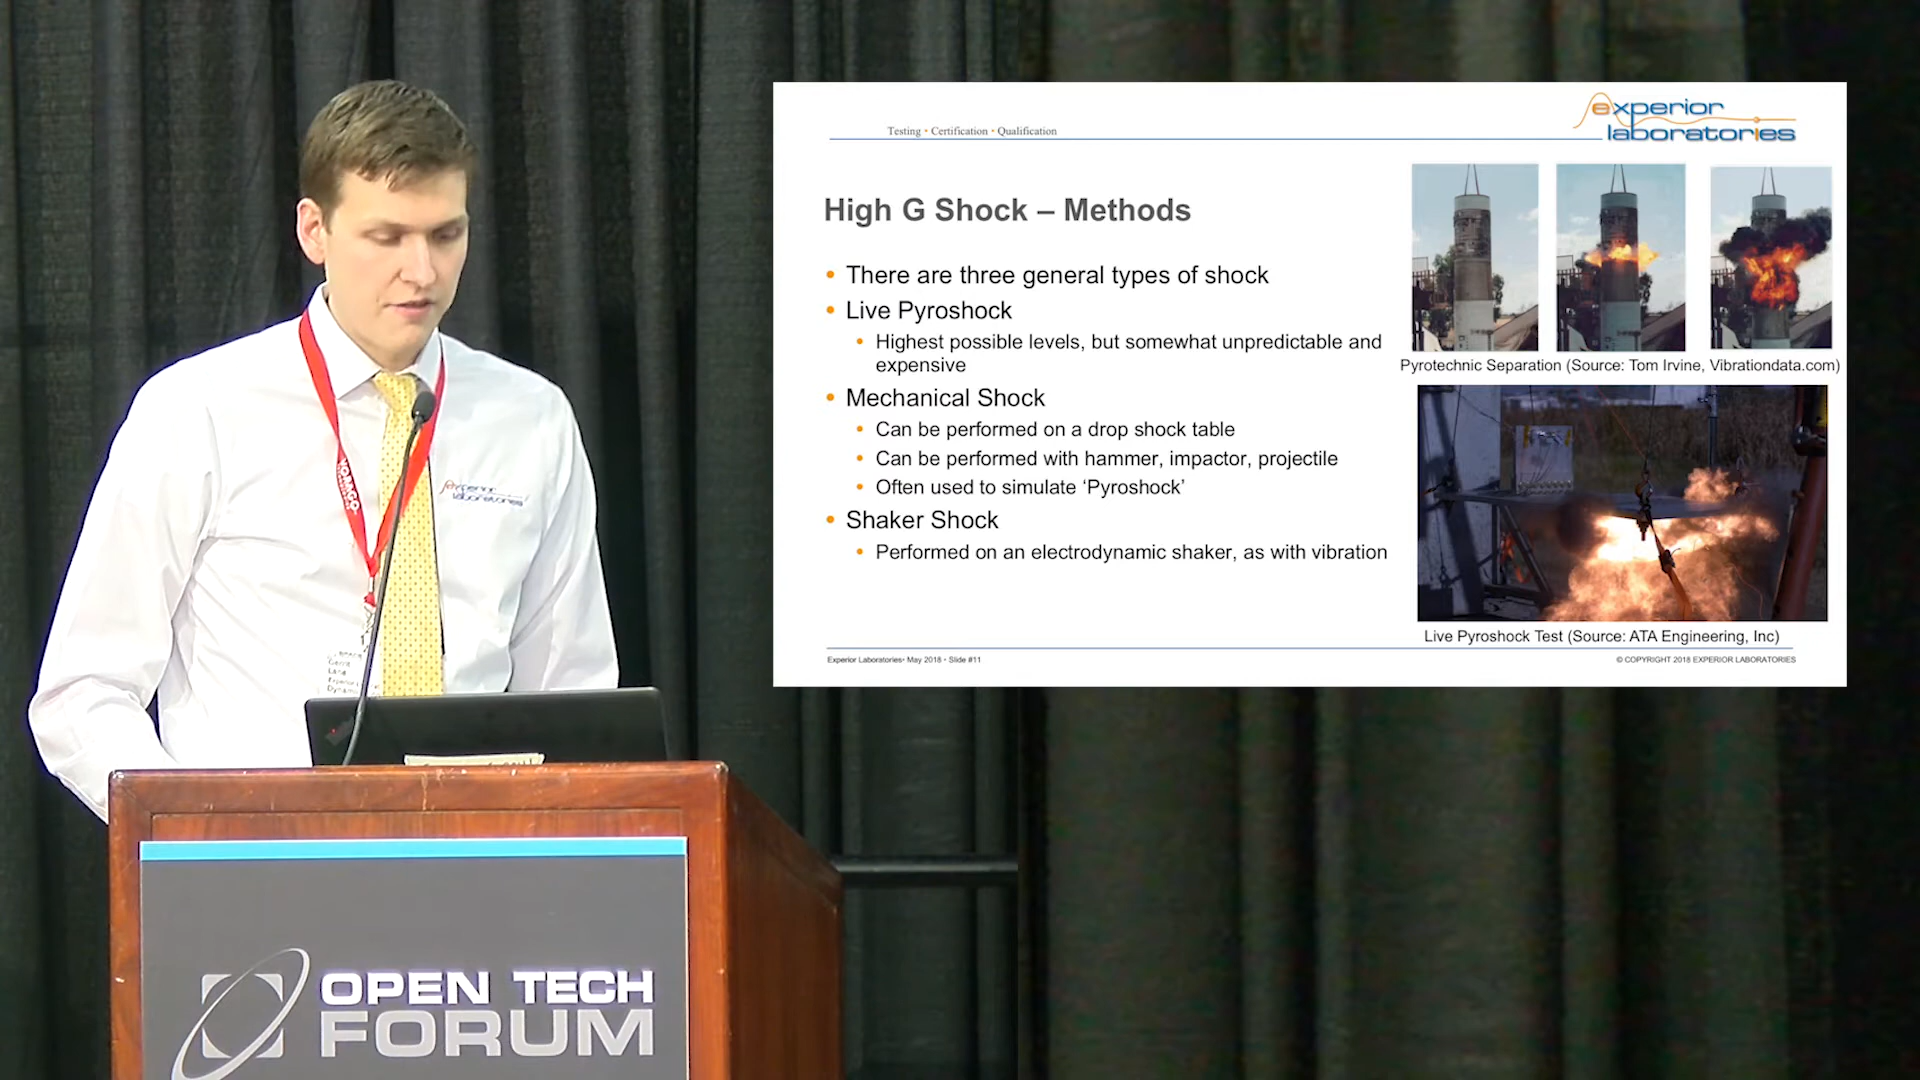 experior
laboratories
Testing • Certification • Qualification
High G Shock – Methods
• There are three general types of shock
• Live Pyroshock
• Highest possible levels, but somewhat unpredictable and
expensive
• Mechanical Shock
• Can be performed on a drop shock table
• Can be performed with hammer, impactor, projectile
• Often used to simulate ‘Pyroshock’
• Shaker Shock
• Performed on an electrodynamic shaker, as with vibration
Pyrotechnic Separation (Source: Tom Irvine, Vibrationdata.com)
Live Pyroshock Test (Source: ATA Engineering, Inc)
Experior Laboratories• May 2018 • Slide #11
© COPYRIGHT 2018 EXPERIOR LABORATORIES
experior
laboratories
OPEN TECH
FORUM